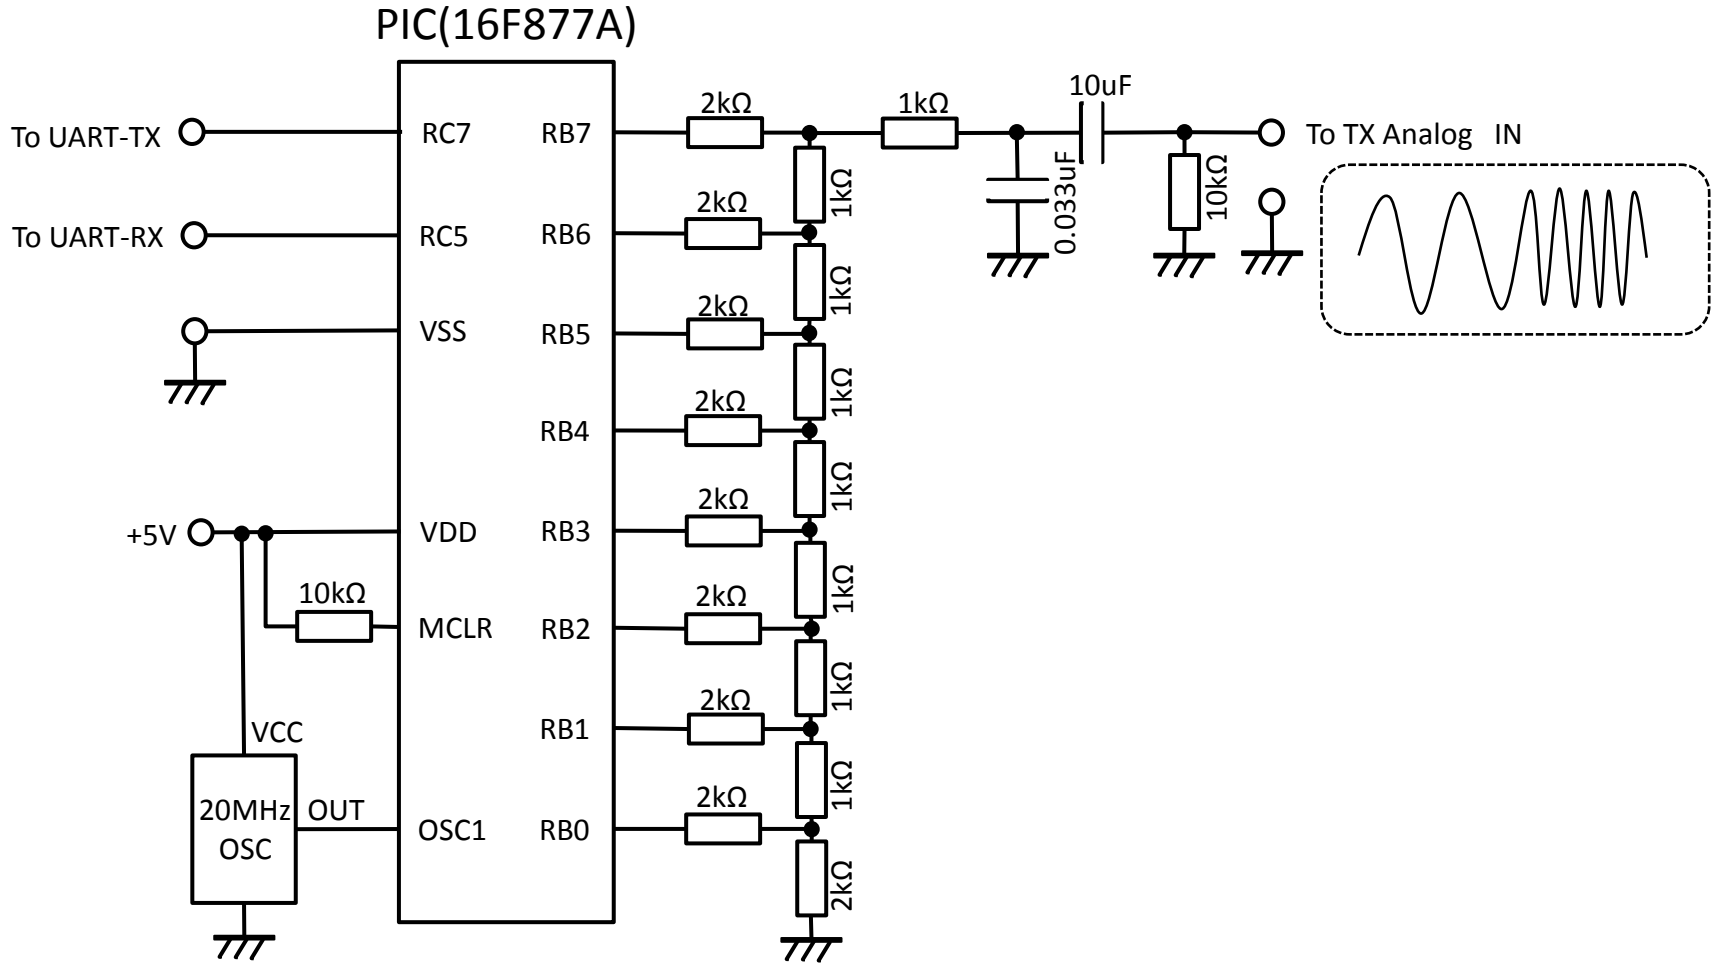 PIC(16F877A)
To UART-TX
RC7
RB7
2kΩ
1kΩ
10uF
To TX Analog IN
1kΩ
0.033uF
10kΩ
To UART-RX
RC5
RB6
2kΩ
1kΩ
VSS
RB5
2kΩ
1kΩ
RB4
2kΩ
1kΩ
+5V
VDD
RB3
2kΩ
1kΩ
10kΩ
MCLR
RB2
2kΩ
1kΩ
VCC
RB1
2kΩ
1kΩ
20MHz
OSC
OUT
OSC1
RB0
2kΩ
2kΩ